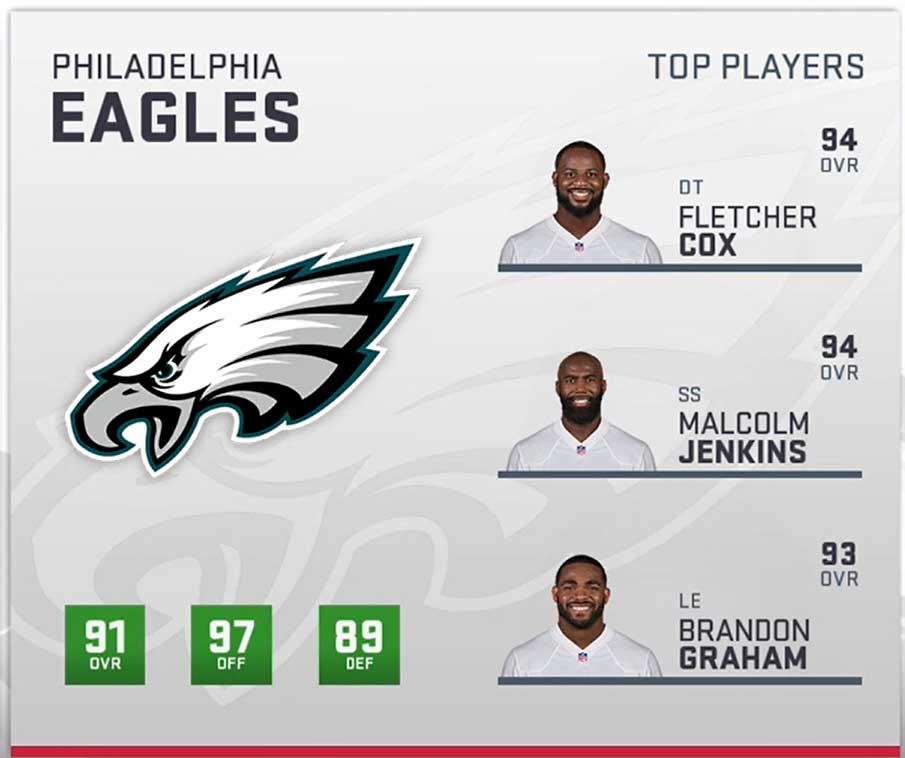 PHILADELPHIA
EAGLES
TOP PLAYERS
94
OVR
DT
FLETCHER
COX
94
OVR
SS
MALCOLM
JENKINS
93
OVR
LE
BRANDON
GRAHAM
91
OVR
97
OFF
89
DEF